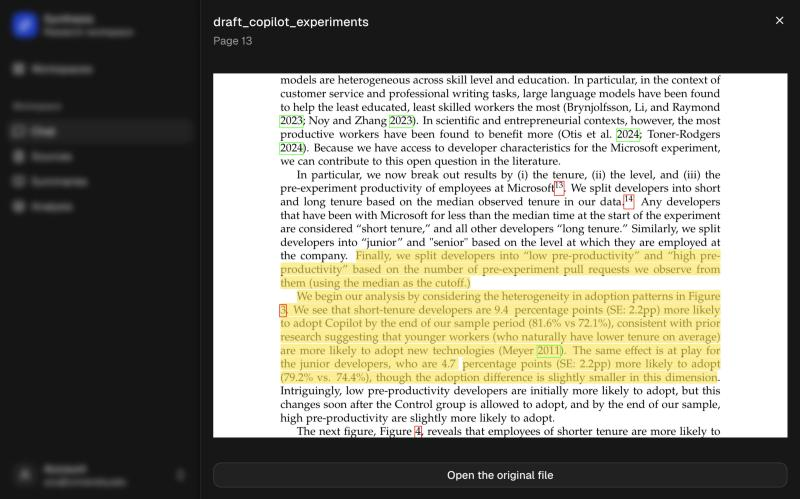 draft_copilot_experiments
Page 13
Synthesis
Research workspace
Workspaces
Workspace
Chat
Sources
Summaries
Analysis
Account
models are heterogeneous across skill level and education. In particular, in the context of
customer service and professional writing tasks, large language models have been found
to help the least educated, least skilled workers the most (Brynjolfsson, Li, and Raymond
2023; Noy and Zhang 2023). In scientific and entrepreneurial contexts, however, the most
productive workers have been found to benefit more (Otis et al. 2024; Toner-Rodgers
2024). Because we have access to developer characteristics for the Microsoft experiment,
we can contribute to this open question in the literature.
In particular, we now break out results by (i) the tenure, (ii) the level, and (iii) the
pre-experiment productivity of employees at Microsoft13. We split developers into short
and long tenure based on the median observed tenure in our data.14 Any developers
that have been with Microsoft for less than the median time at the start of the experiment
are considered “short tenure,” and all other developers “long tenure.” Similarly, we split
developers into “junior” and "senior" based on the level at which they are employed at
the company. Finally, we split developers into “low pre-productivity” and “high pre-
productivity” based on the number of pre-experiment pull requests we observe from
them (using the median as the cutoff.)
We begin our analysis by considering the heterogeneity in adoption patterns in Figure
3. We see that short-tenure developers are 9.4 percentage points (SE: 2.2pp) more likely
to adopt Copilot by the end of our sample period (81.6% vs 72.1%), consistent with prior
research suggesting that younger workers (who naturally have lower tenure on average)
are more likely to adopt new technologies (Meyer 2011). The same effect is at play for
the junior developers, who are 4.7 percentage points (SE: 2.2pp) more likely to adopt
(79.2% vs. 74.4%), though the adoption difference is slightly smaller in this dimension.
Intriguingly, low pre-productivity developers are initially more likely to adopt, but this
changes soon after the Control group is allowed to adopt, and by the end of our sample,
high pre-productivity are slightly more likely to adopt.
The next figure, Figure 4, reveals that employees of shorter tenure are more likely to
Open the original file